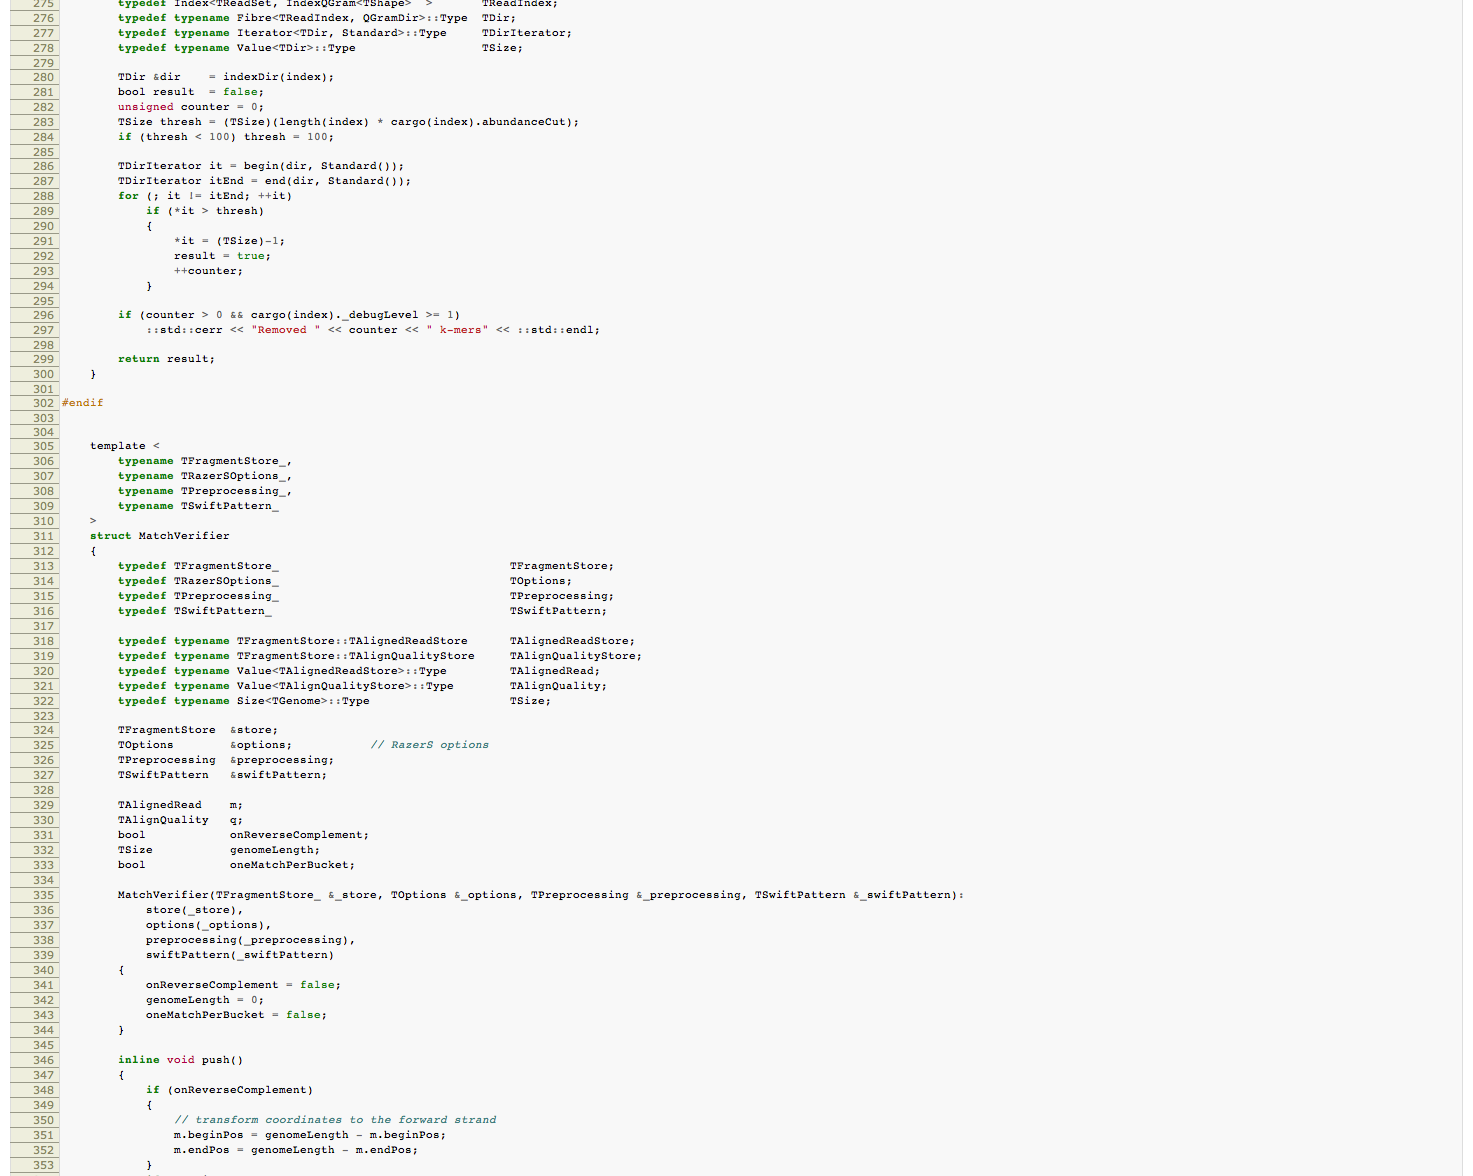 275         typedef Index<TReadSet, IndexQGram<TShape>  >       TReadIndex;
276         typedef typename Fibre<TReadIndex, QGramDir>::Type  TDir;
277         typedef typename Iterator<TDir, Standard>::Type     TDirIterator;
278         typedef typename Value<TDir>::Type                  TSize;
279
280         TDir &dir    = indexDir(index);
281         bool result  = false;
282         unsigned counter = 0;
283         TSize thresh = (TSize)(length(index) * cargo(index).abundanceCut);
284         if (thresh < 100) thresh = 100;
285
286         TDirIterator it = begin(dir, Standard());
287         TDirIterator itEnd = end(dir, Standard());
288         for (; it != itEnd; ++it)
289             if (*it > thresh)
290             {
291                 *it = (TSize)-1;
292                 result = true;
293                 ++counter;
294             }
295
296         if (counter > 0 && cargo(index)._debugLevel >= 1)
297             ::std::cerr << "Removed " << counter << " k-mers" << ::std::endl;
298
299         return result;
300     }
301
302 #endif
303
304
305     template <
306         typename TFragmentStore_,
307         typename TRazerSOptions_,
308         typename TPreprocessing_,
309         typename TSwiftPattern_
310     >
311     struct MatchVerifier
312     {
313         typedef TFragmentStore_                                 TFragmentStore;
314         typedef TRazerSOptions_                                 TOptions;
315         typedef TPreprocessing_                                 TPreprocessing;
316         typedef TSwiftPattern_                                  TSwiftPattern;
317
318         typedef typename TFragmentStore::TAlignedReadStore      TAlignedReadStore;
319         typedef typename TFragmentStore::TAlignQualityStore     TAlignQualityStore;
320         typedef typename Value<TAlignedReadStore>::Type         TAlignedRead;
321         typedef typename Value<TAlignQualityStore>::Type        TAlignQuality;
322         typedef typename Size<TGenome>::Type                    TSize;
323
324         TFragmentStore  &store;
325         TOptions        &options;           // RazerS options
326         TPreprocessing  &preprocessing;
327         TSwiftPattern   &swiftPattern;
328
329         TAlignedRead    m;
330         TAlignQuality   q;
331         bool            onReverseComplement;
332         TSize           genomeLength;
333         bool            oneMatchPerBucket;
334
335         MatchVerifier(TFragmentStore_ &_store, TOptions &_options, TPreprocessing &_preprocessing, TSwiftPattern &_swiftPattern):
336             store(_store),
337             options(_options),
338             preprocessing(_preprocessing),
339             swiftPattern(_swiftPattern)
340         {
341             onReverseComplement = false;
342             genomeLength = 0;
343             oneMatchPerBucket = false;
344         }
345
346         inline void push()
347         {
348             if (onReverseComplement)
349             {
350                 // transform coordinates to the forward strand
351                 m.beginPos = genomeLength - m.beginPos;
352                 m.endPos = genomeLength - m.endPos;
353             }